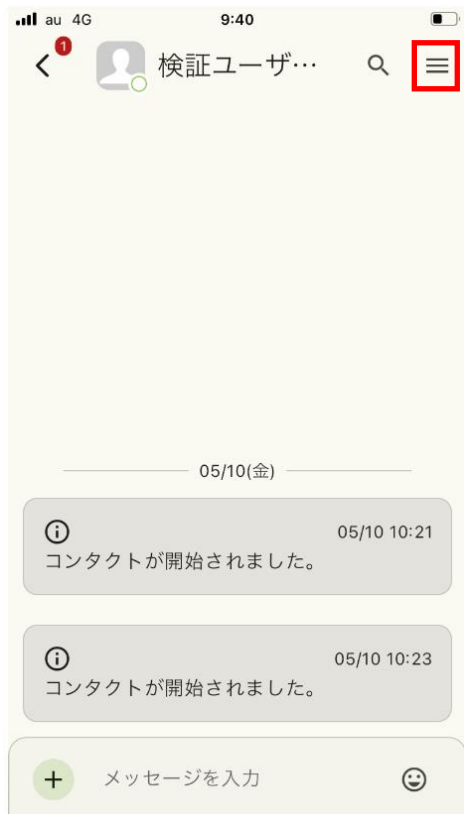 au 4G 9:40
1
検証ユーザ…
05/10(金)
05/10 10:21
コンタクトが開始されました。
05/10 10:23
コンタクトが開始されました。
メッセージを入力